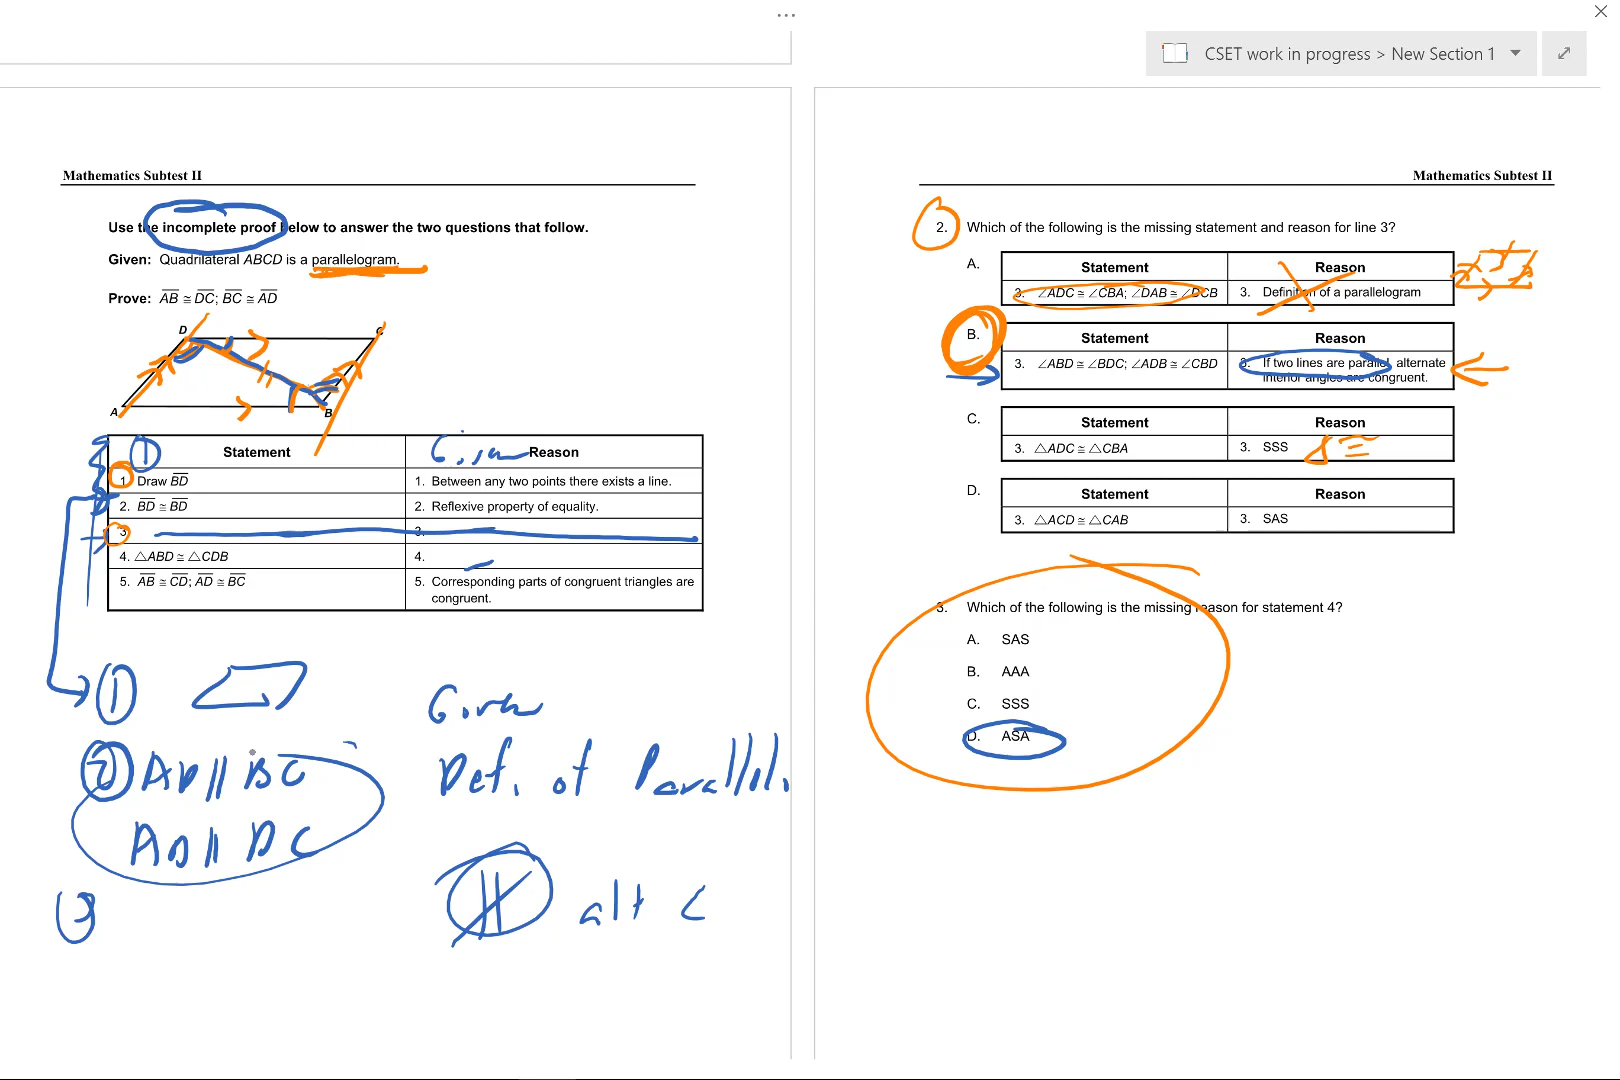 CSET work in progress > New Section 1
Mathematics Subtest II
Use the incomplete proof below to answer the two questions that follow.
Given: Quadrilateral ABCD is a parallelogram.
Prove: AB ≅ DC; BC ≅ AD
D
C
A
B
1 Given
Statement Reason
1. Draw BD 1. Between any two points there exists a line.
2. BD ≅ BD 2. Reflexive property of equality.
3. 3.
4. △ABD ≅ △CDB 4.
5. AB ≅ CD; AD ≅ BC 5. Corresponding parts of congruent triangles are
congruent.
1 Given
2 AD || BC Def. of Parallel.
|| DC
3 alt <
Mathematics Subtest II
2. Which of the following is the missing statement and reason for line 3?
A.
Statement Reason
3. ∠ADC ≅ ∠CBA; ∠DAB ≅ ∠DCB 3. Definition of a parallelogram
B.
Statement Reason
3. ∠ABD ≅ ∠BDC; ∠ADB ≅ ∠CBD 3. If two lines are parallel, alternate
interior angles are congruent.
C.
Statement Reason
3. △ADC ≅ △CBA 3. SSS
D.
Statement Reason
3. △ACD ≅ △CAB 3. SAS
3. Which of the following is the missing reason for statement 4?
A. SAS
B. AAA
C. SSS
D. ASA